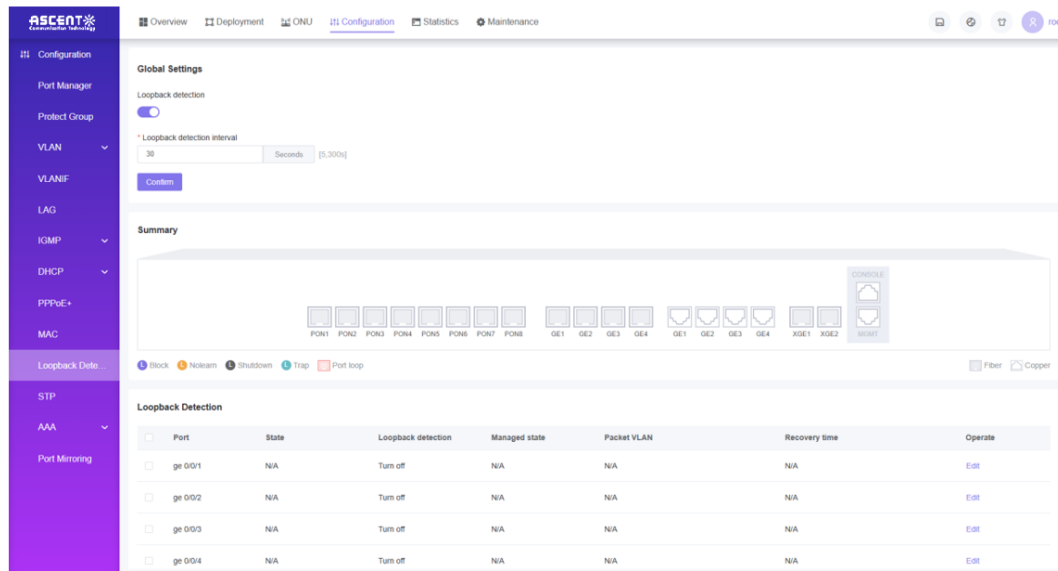 ASCENT
Communication Technology
Overview Deployment ONU Configuration Statistics Maintenance
Configuration
Port Manager
Protect Group
VLAN
VLANIF
LAG
IGMP
DHCP
PPPoE+
MAC
Loopback Dete...
STP
AAA
Port Mirroring
Global Settings
Loopback detection
* Loopback detection interval
30 Seconds [5,300s]
Confirm
Summary
CONSOLE
PON1 PON2 PON3 PON4 PON5 PON6 PON7 PON8 GE1 GE2 GE3 GE4 GE1 GE2 GE3 GE4 XGE1 XGE2 MGMT
L Block L Nolearn L Shutdown L Trap Port loop Fiber Copper
Loopback Detection
Port State Loopback detection Managed state Packet VLAN Recovery time Operate
ge 0/0/1 N/A Turn off N/A N/A N/A Edit
ge 0/0/2 N/A Turn off N/A N/A N/A Edit
ge 0/0/3 N/A Turn off N/A N/A N/A Edit
ge 0/0/4 N/A Turn off N/A N/A N/A Edit